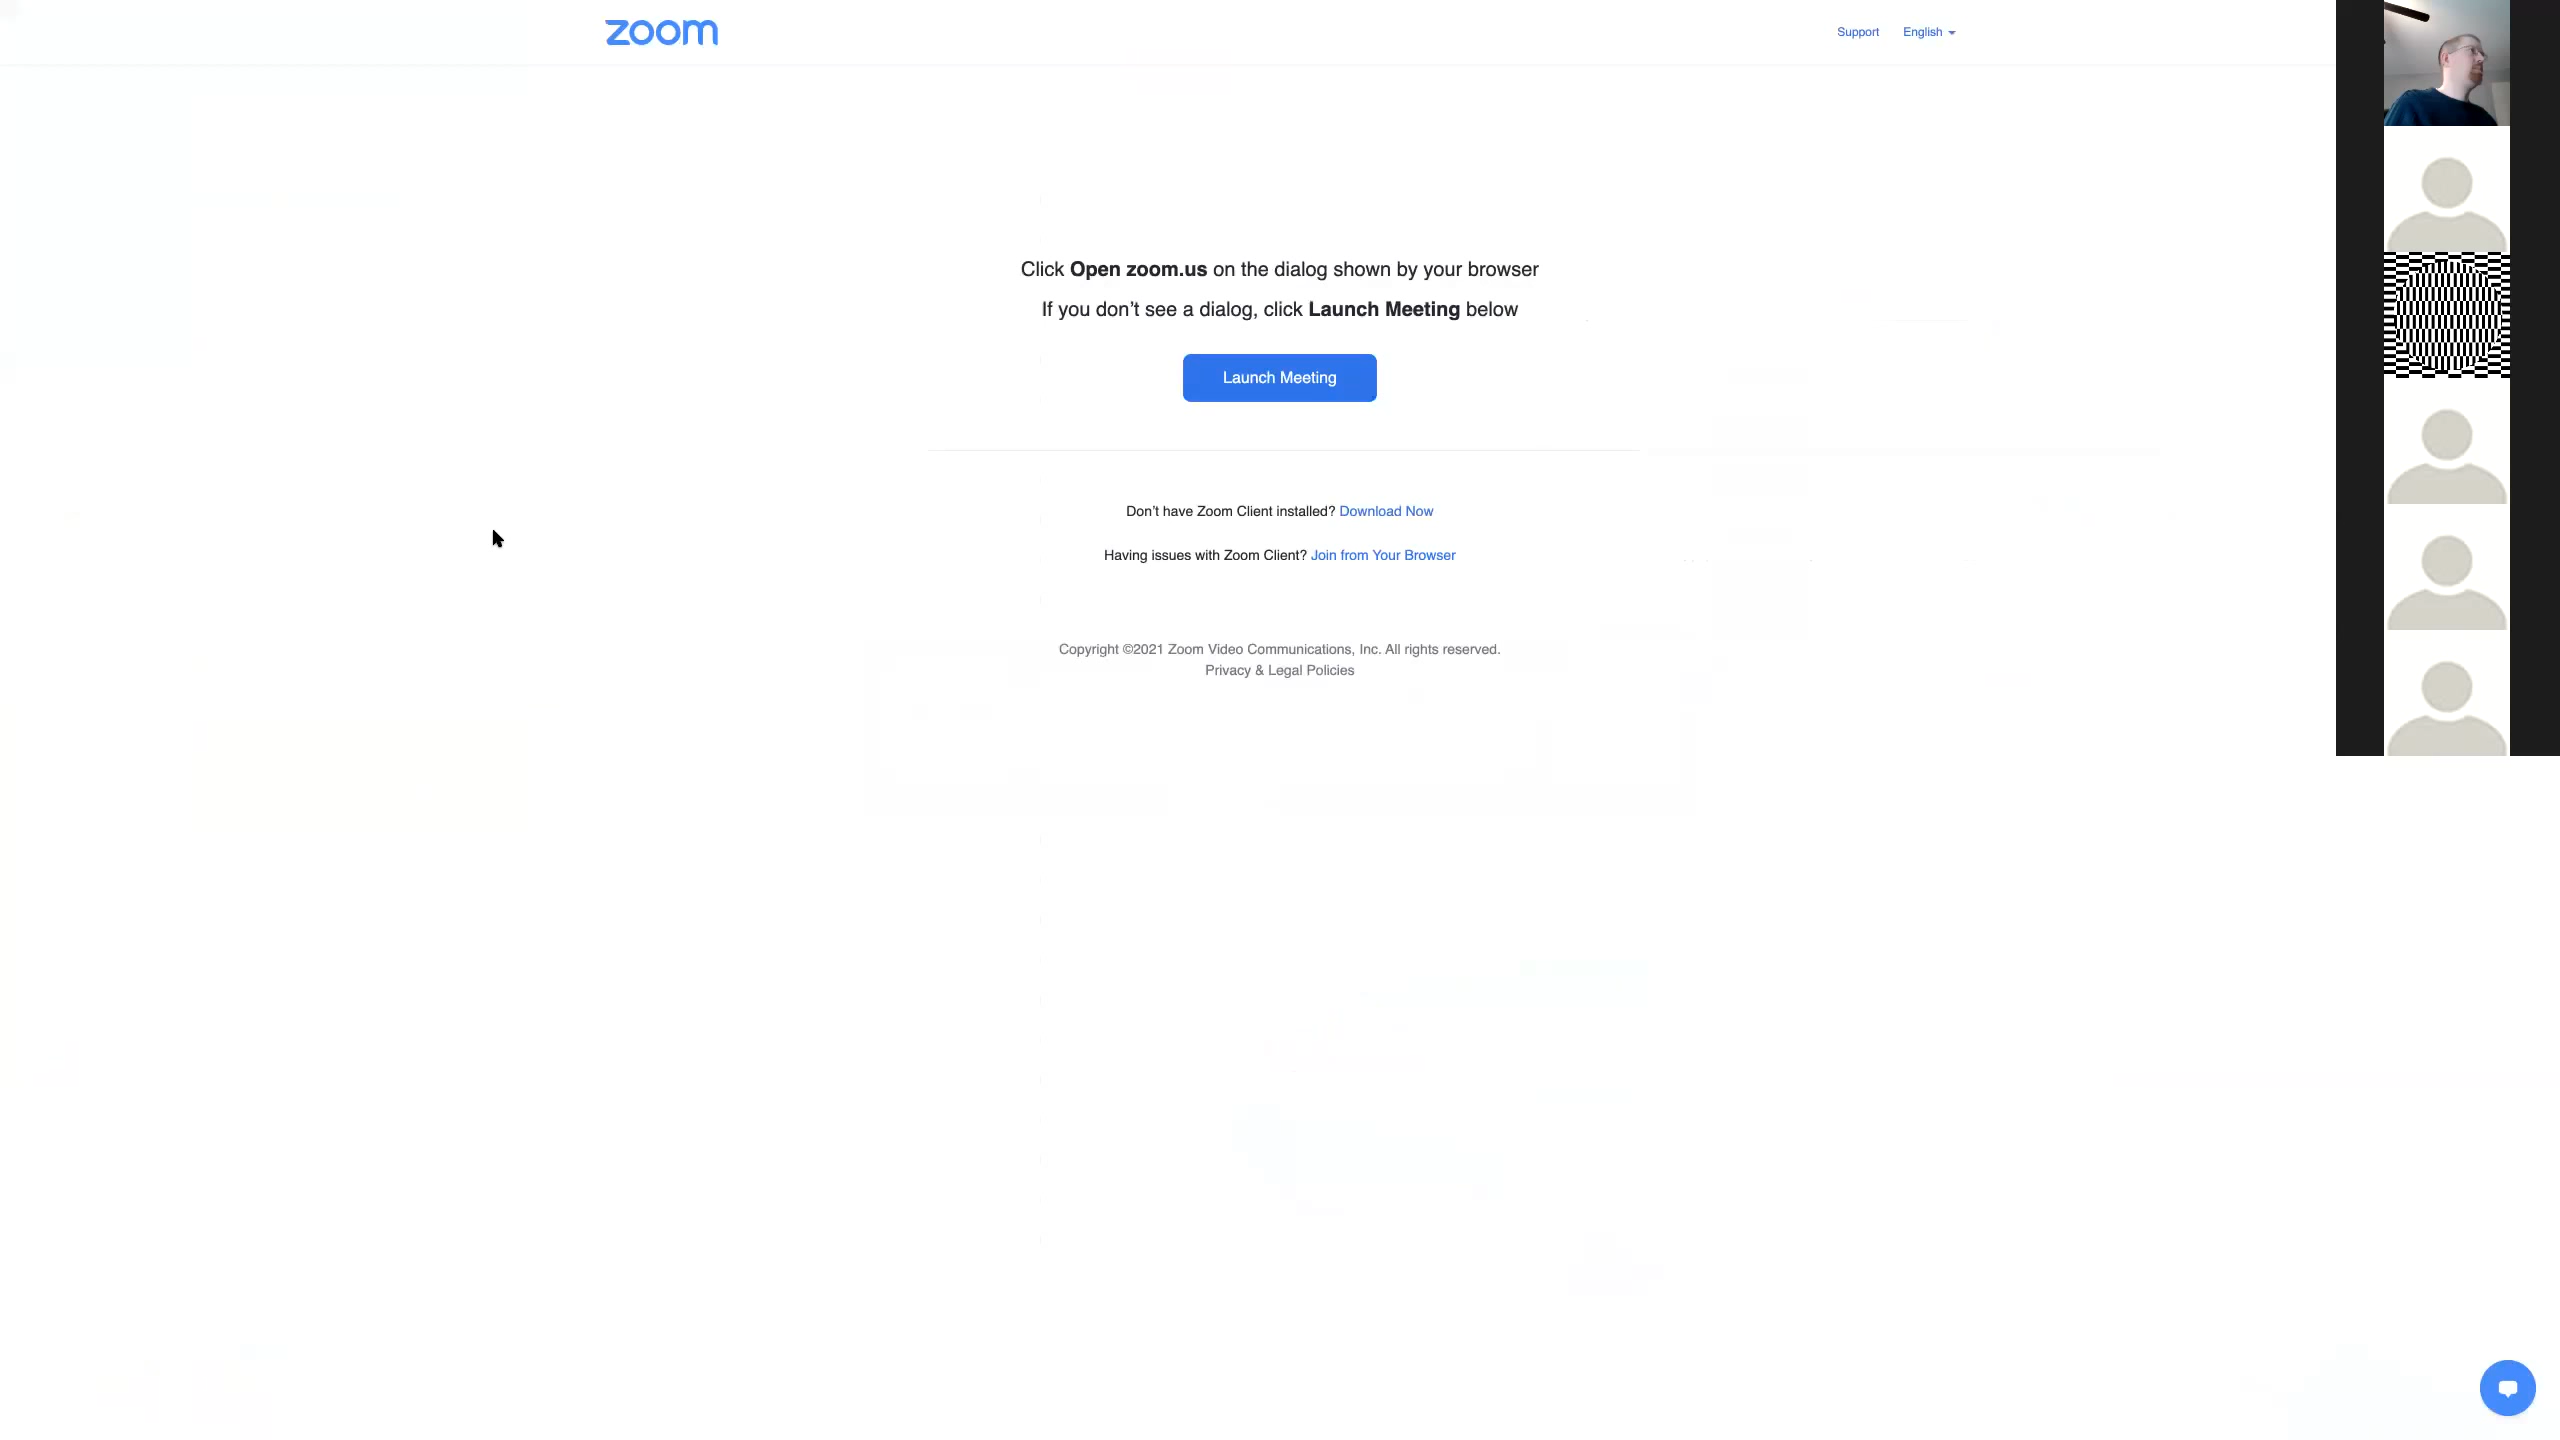 zoom
Support
English
Click Open zoom.us on the dialog shown by your browser
If you don’t see a dialog, click Launch Meeting below
Launch Meeting
Don’t have Zoom Client installed? Download Now
Having issues with Zoom Client? Join from Your Browser
Copyright ©2021 Zoom Video Communications, Inc. All rights reserved.
Privacy & Legal Policies